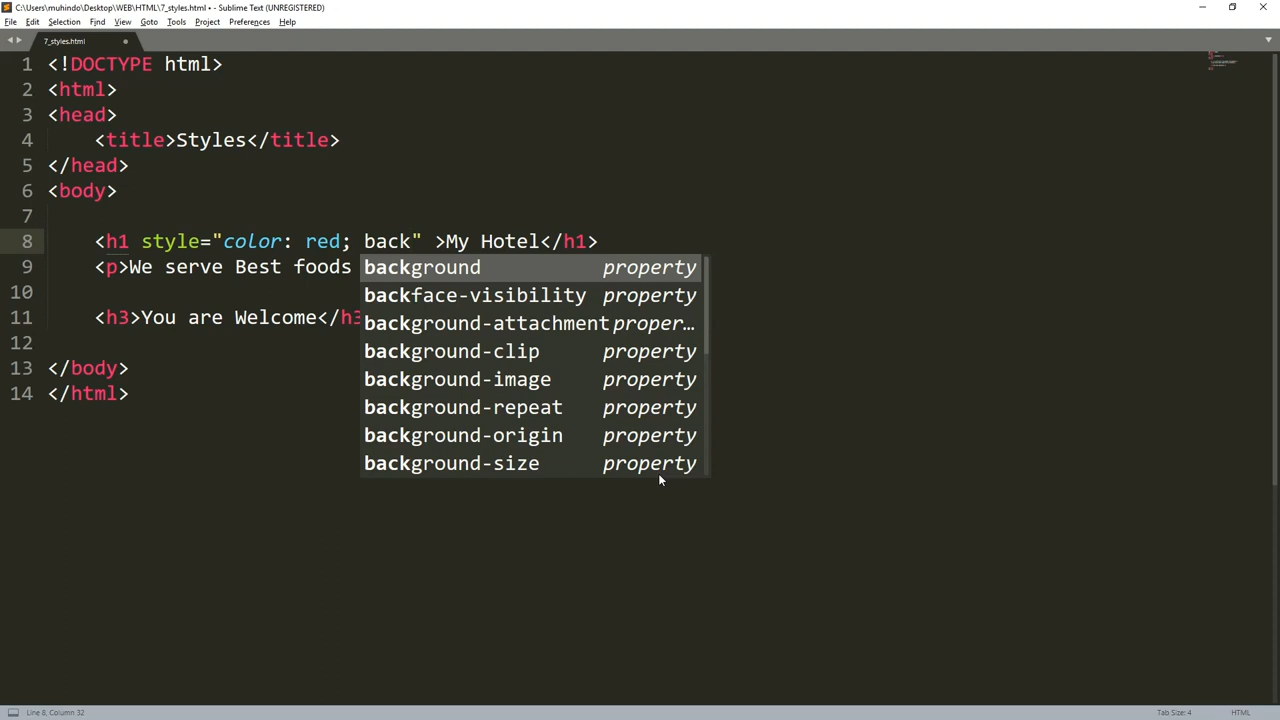 C:\Users\muhindo\Desktop\WEB\HTML\7_styles.html • - Sublime Text (UNREGISTERED)
File Edit Selection Find View Goto Tools Project Preferences Help
7_styles.html
1 <!DOCTYPE html>
2 <html>
3 <head>
4 <title>Styles</title>
5 </head>
6 <body>
7
8 <h1 style="color: red; back" >My Hotel</h1>
9 <p>We serve Best foods
background property
backface-visibility property
10
background-attachment proper…
11 <h3>You are Welcome</h3
12
background-clip property
13 </body>
background-image property
14 </html>
background-repeat property
background-origin property
background-size property
Line 8, Column 32
Tab Size: 4
HTML